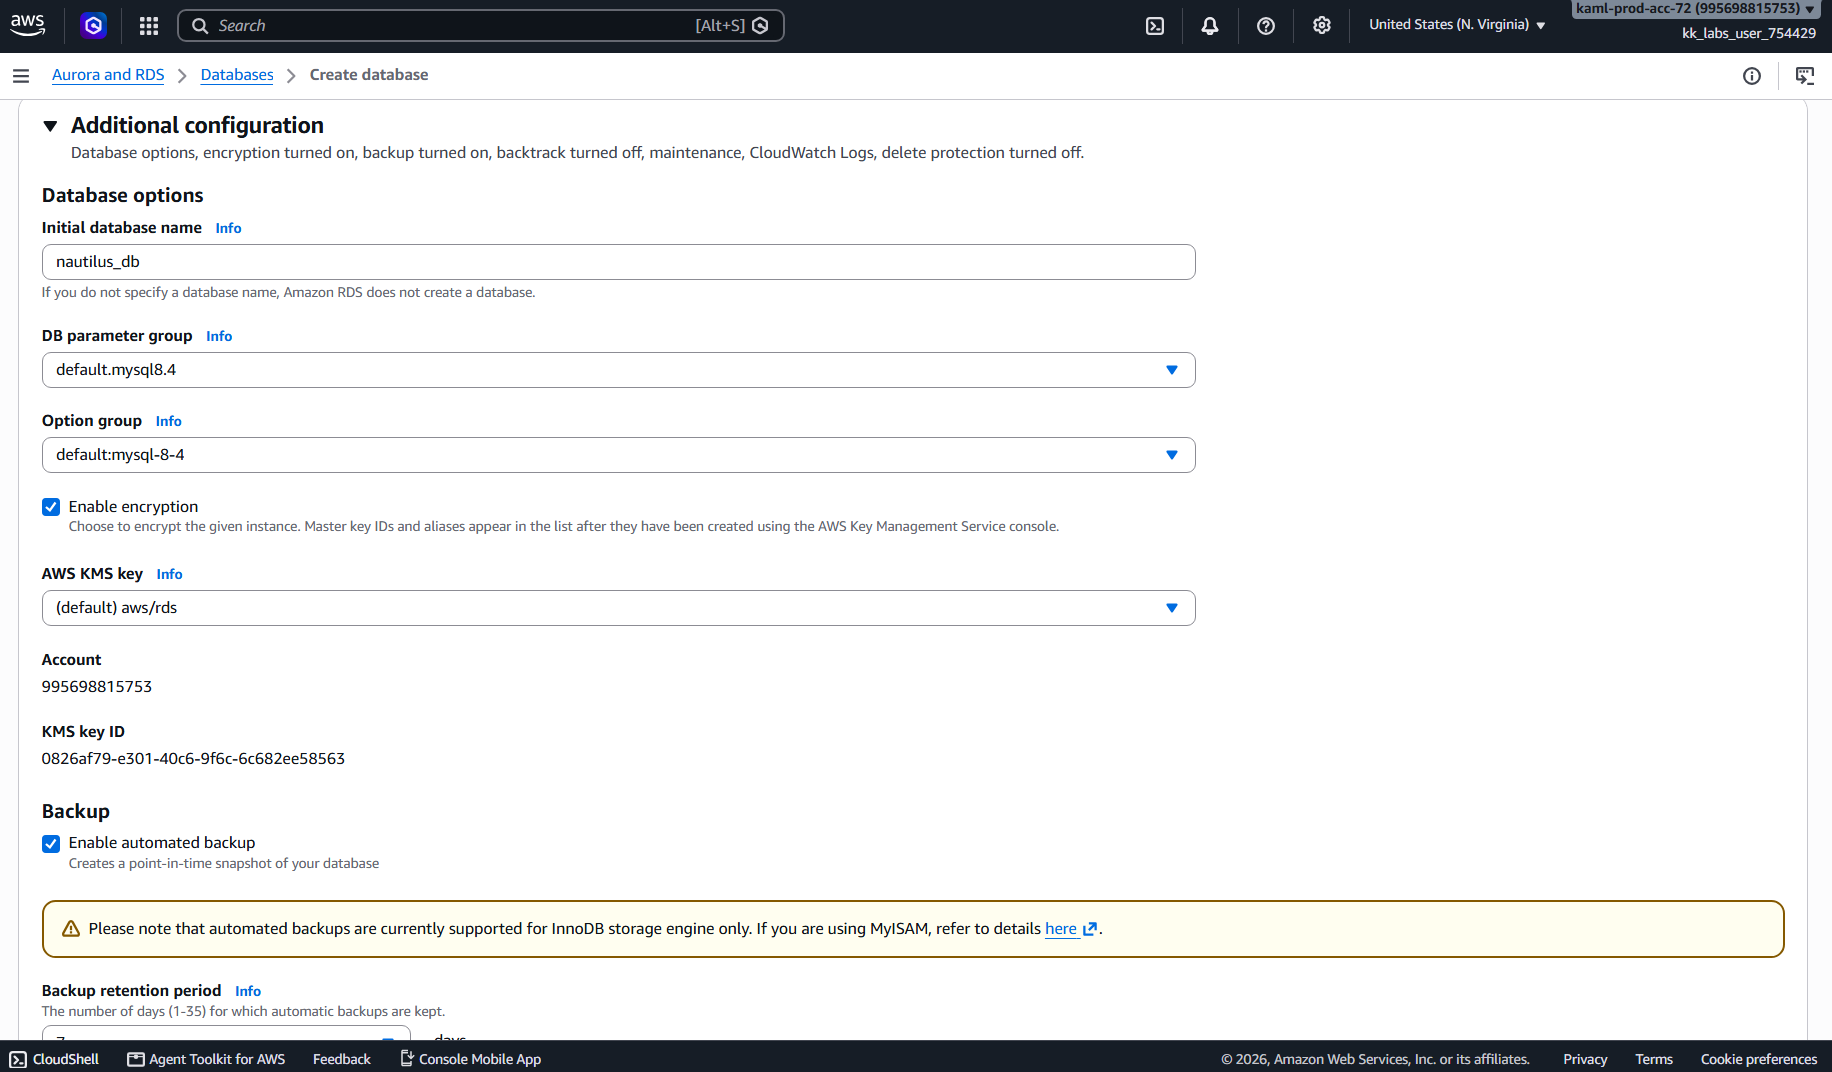 aws
Search
[Alt+S]
United States (N. Virginia)
kaml-prod-acc-72 (995698815753)
kk_labs_user_754429
Aurora and RDS
Databases
Create database
Additional configuration
Database options, encryption turned on, backup turned on, backtrack turned off, maintenance, CloudWatch Logs, delete protection turned off.
Database options
Initial database name Info
nautilus_db
If you do not specify a database name, Amazon RDS does not create a database.
DB parameter group Info
default.mysql8.4
Option group Info
default:mysql-8-4
Enable encryption
Choose to encrypt the given instance. Master key IDs and aliases appear in the list after they have been created using the AWS Key Management Service console.
AWS KMS key Info
(default) aws/rds
Account
995698815753
KMS key ID
0826af79-e301-40c6-9f6c-6c682ee58563
Backup
Enable automated backup
Creates a point-in-time snapshot of your database
Please note that automated backups are currently supported for InnoDB storage engine only. If you are using MyISAM, refer to details here.
Backup retention period Info
The number of days (1-35) for which automatic backups are kept.
days
CloudShell
Agent Toolkit for AWS
Feedback
Console Mobile App
© 2026, Amazon Web Services, Inc. or its affiliates.
Privacy
Terms
Cookie preferences